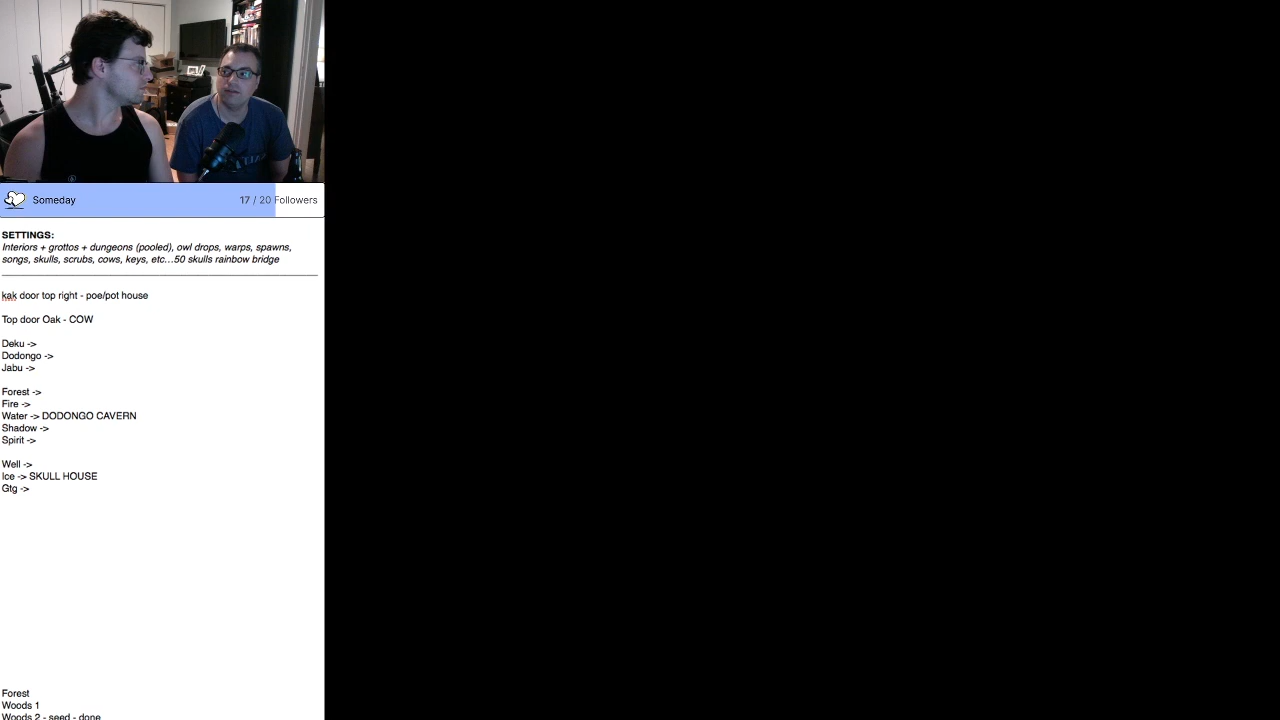 Someday
17 / 20 Followers
SETTINGS:
Interiors + grottos + dungeons (pooled), owl drops, warps, spawns,
songs, skulls, scrubs, cows, keys, etc...50 skulls rainbow bridge
kak door top right - poe/pot house
Top door Oak - COW
Deku ->
Dodongo ->
Jabu ->
Forest ->
Fire ->
Water -> DODONGO CAVERN
Shadow ->
Spirit ->
Well ->
Ice -> SKULL HOUSE
Gtg ->
Forest
Woods 1
Woods 2 - seed - done